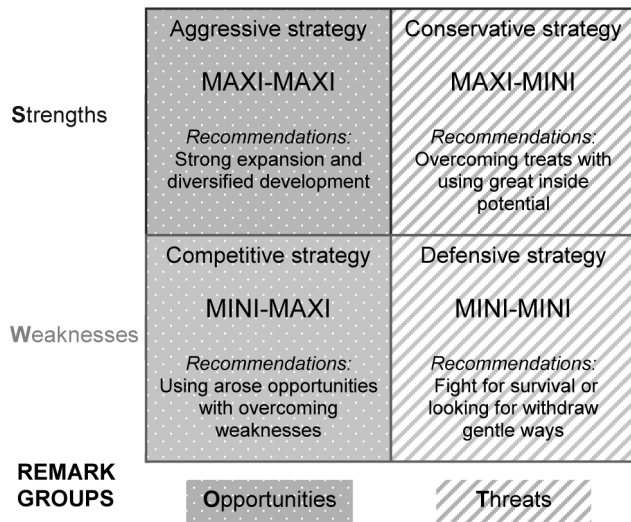 Aggressive strategy
MAXI-MAXI
Recommendations:
Strong expansion and
diversified development
Conservative strategy
MAXI-MINI
Recommendations:
Overcoming treats with
using great inside
potential
Strengths
Competitive strategy
MINI-MAXI
Recommendations:
Using arose opportunities
with overcoming
weaknesses
Defensive strategy
MINI-MINI
Recommendations:
Fight for survival or
looking for withdraw
gentle ways
Weaknesses
REMARK
GROUPS
Opportunities
Threats